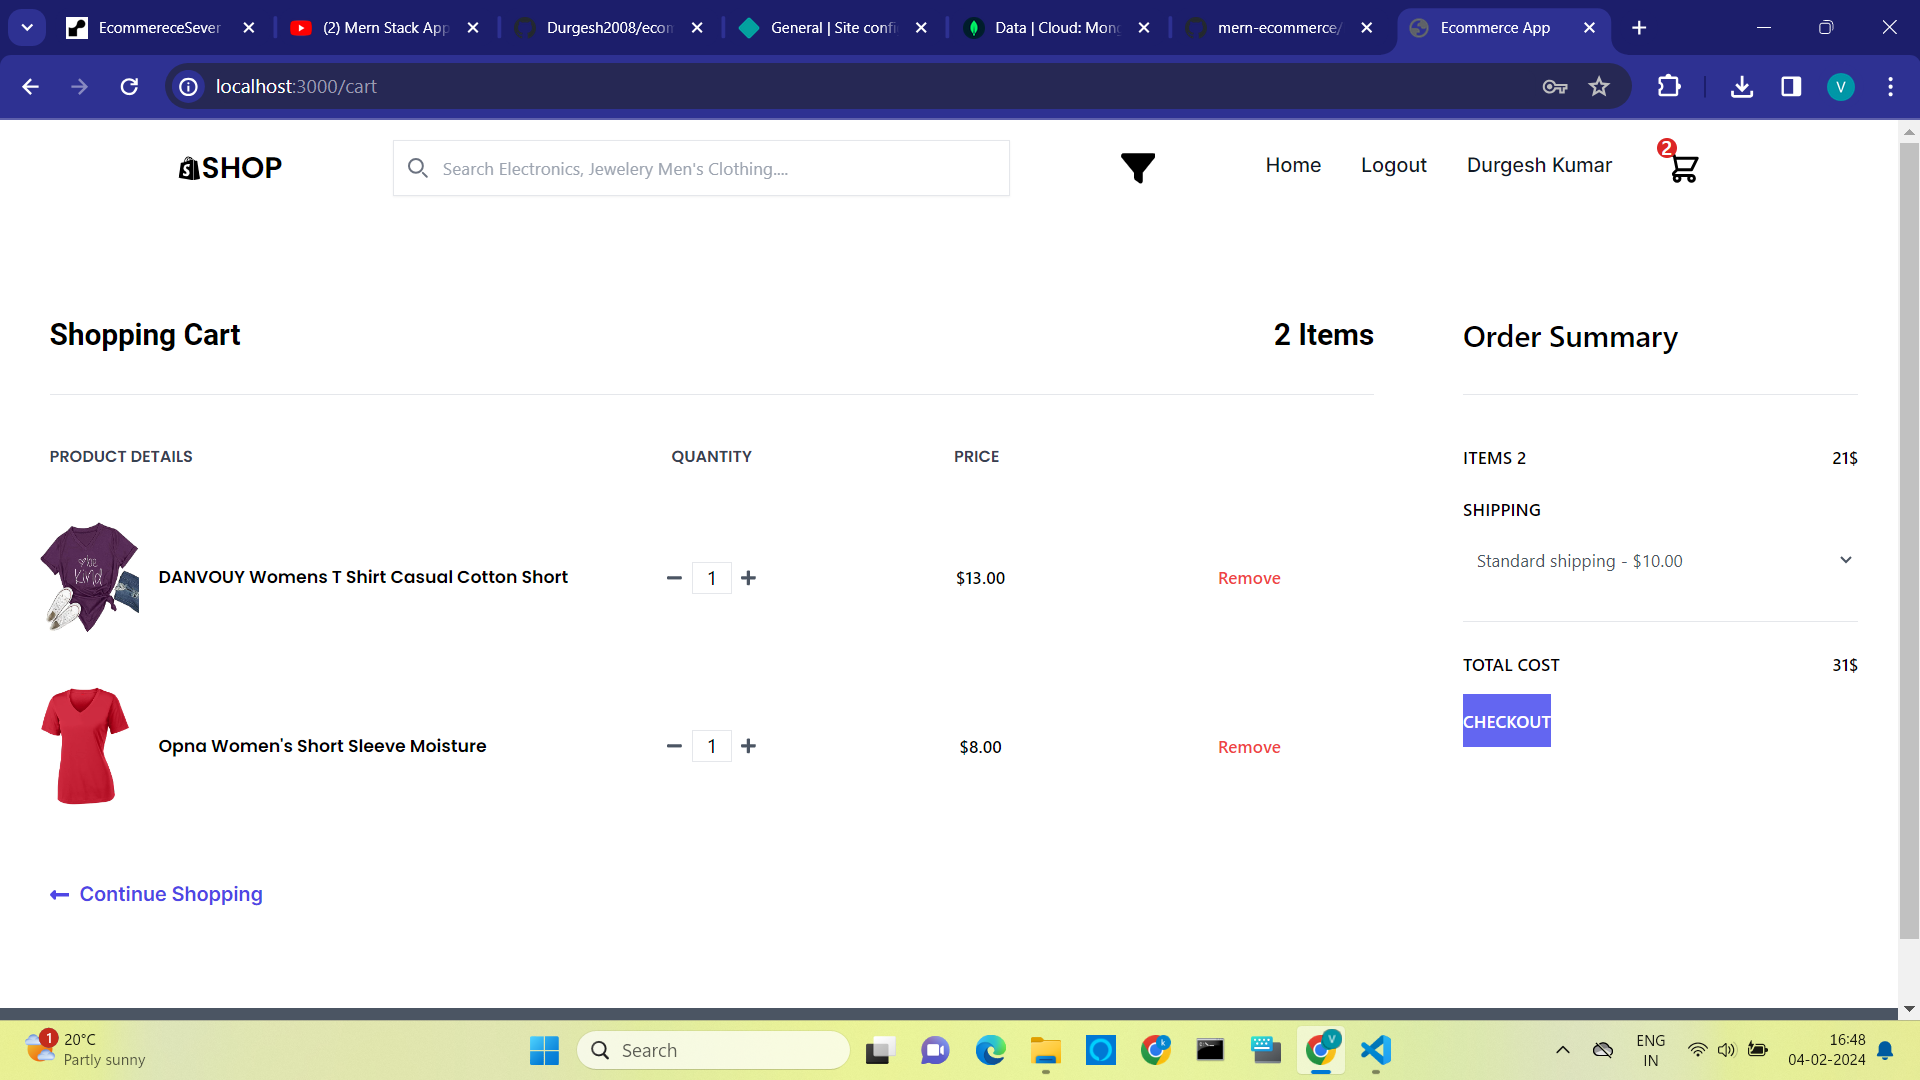 EcommereceSever
(2) Mern Stack App
Durgesh2008/econ
General | Site confi
Data | Cloud: Mong
mern-ecommerce/
Ecommerce App
localhost:3000/cart
V
SHOP
Search Electronics, Jewelery Men's Clothing....
Home
Logout
Durgesh Kumar
2
Shopping Cart
2 Items
Order Summary
PRODUCT DETAILS
QUANTITY
PRICE
ITEMS 2
21$
SHIPPING
Standard shipping - $10.00
be
kind
DANVOUY Womens T Shirt Casual Cotton Short
1
$13.00
Remove
TOTAL COST
31$
CHECKOUT
Opna Women's Short Sleeve Moisture
1
$8.00
Remove
Continue Shopping
1
20°C
Partly sunny
Search
k
V
ENG
IN
16:48
04-02-2024